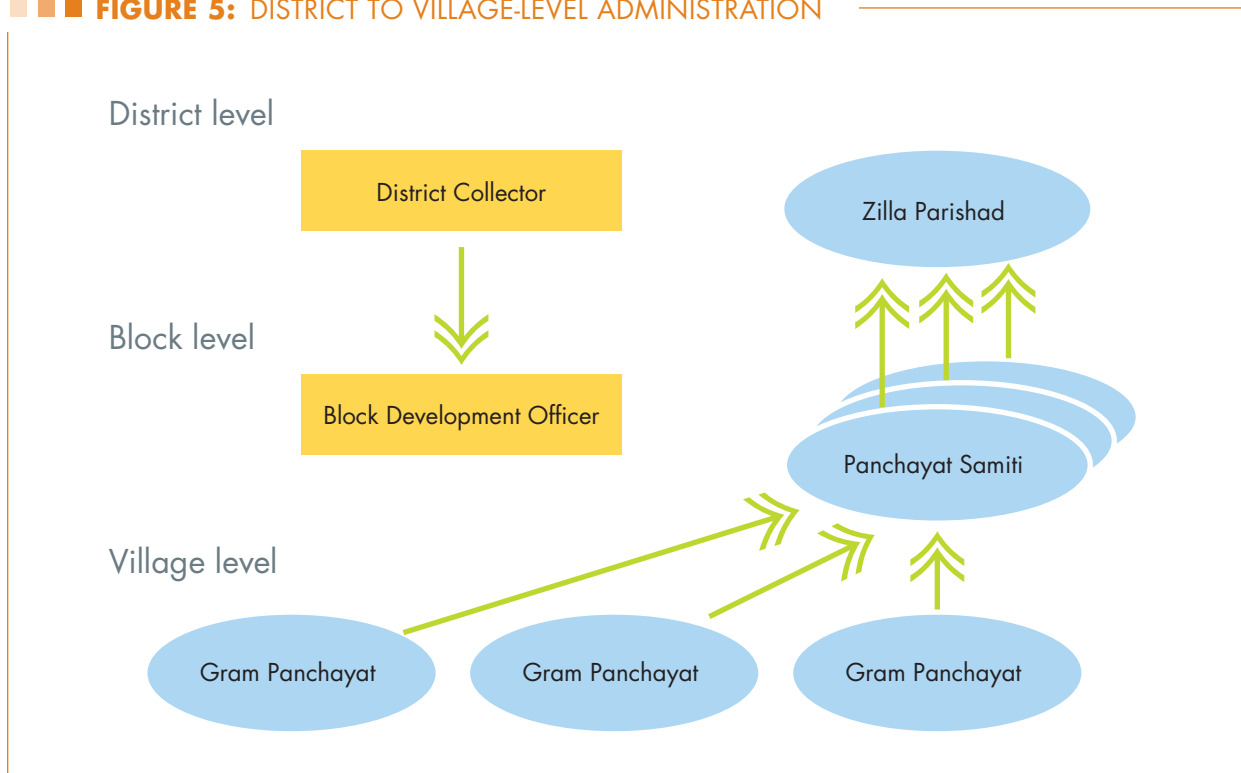 FIGURE 5: DISTRICT TO VILLAGE-LEVEL ADMINISTRATION
District level
District Collector
Zilla Parishad
Block level
Block Development Officer
Panchayat Samiti
Village level
Gram Panchayat
Gram Panchayat
Gram Panchayat